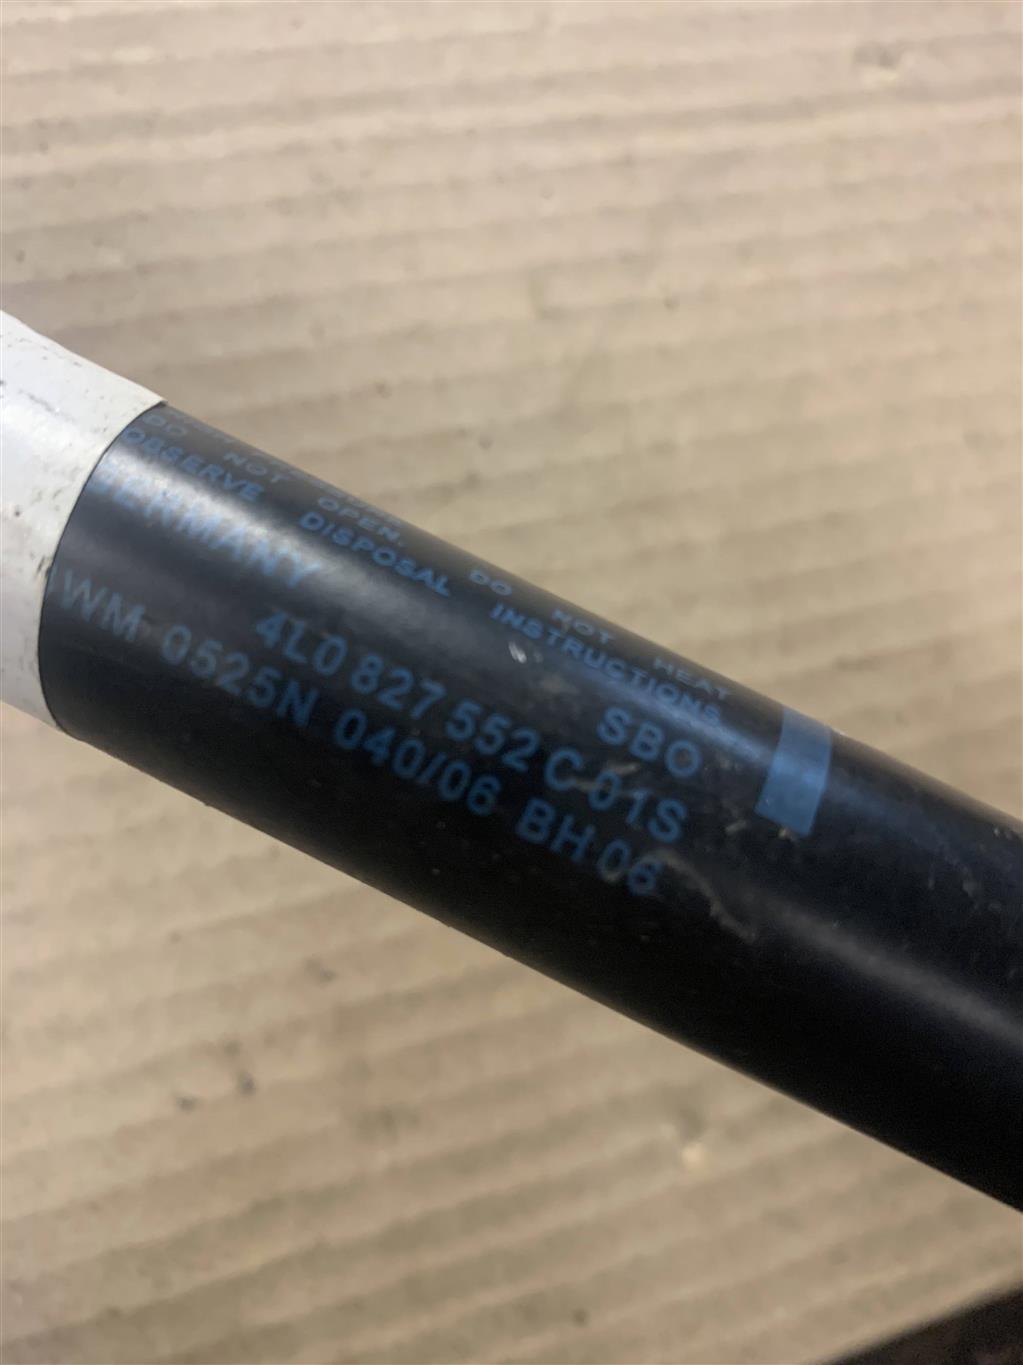 DO NOT OPEN. DO NOT HEAT
OBSERVE DISPOSAL INSTRUCTIONS
GERMANY SBO
4L0 827 552 C 01S
WM 0525N 040/06 BH 06